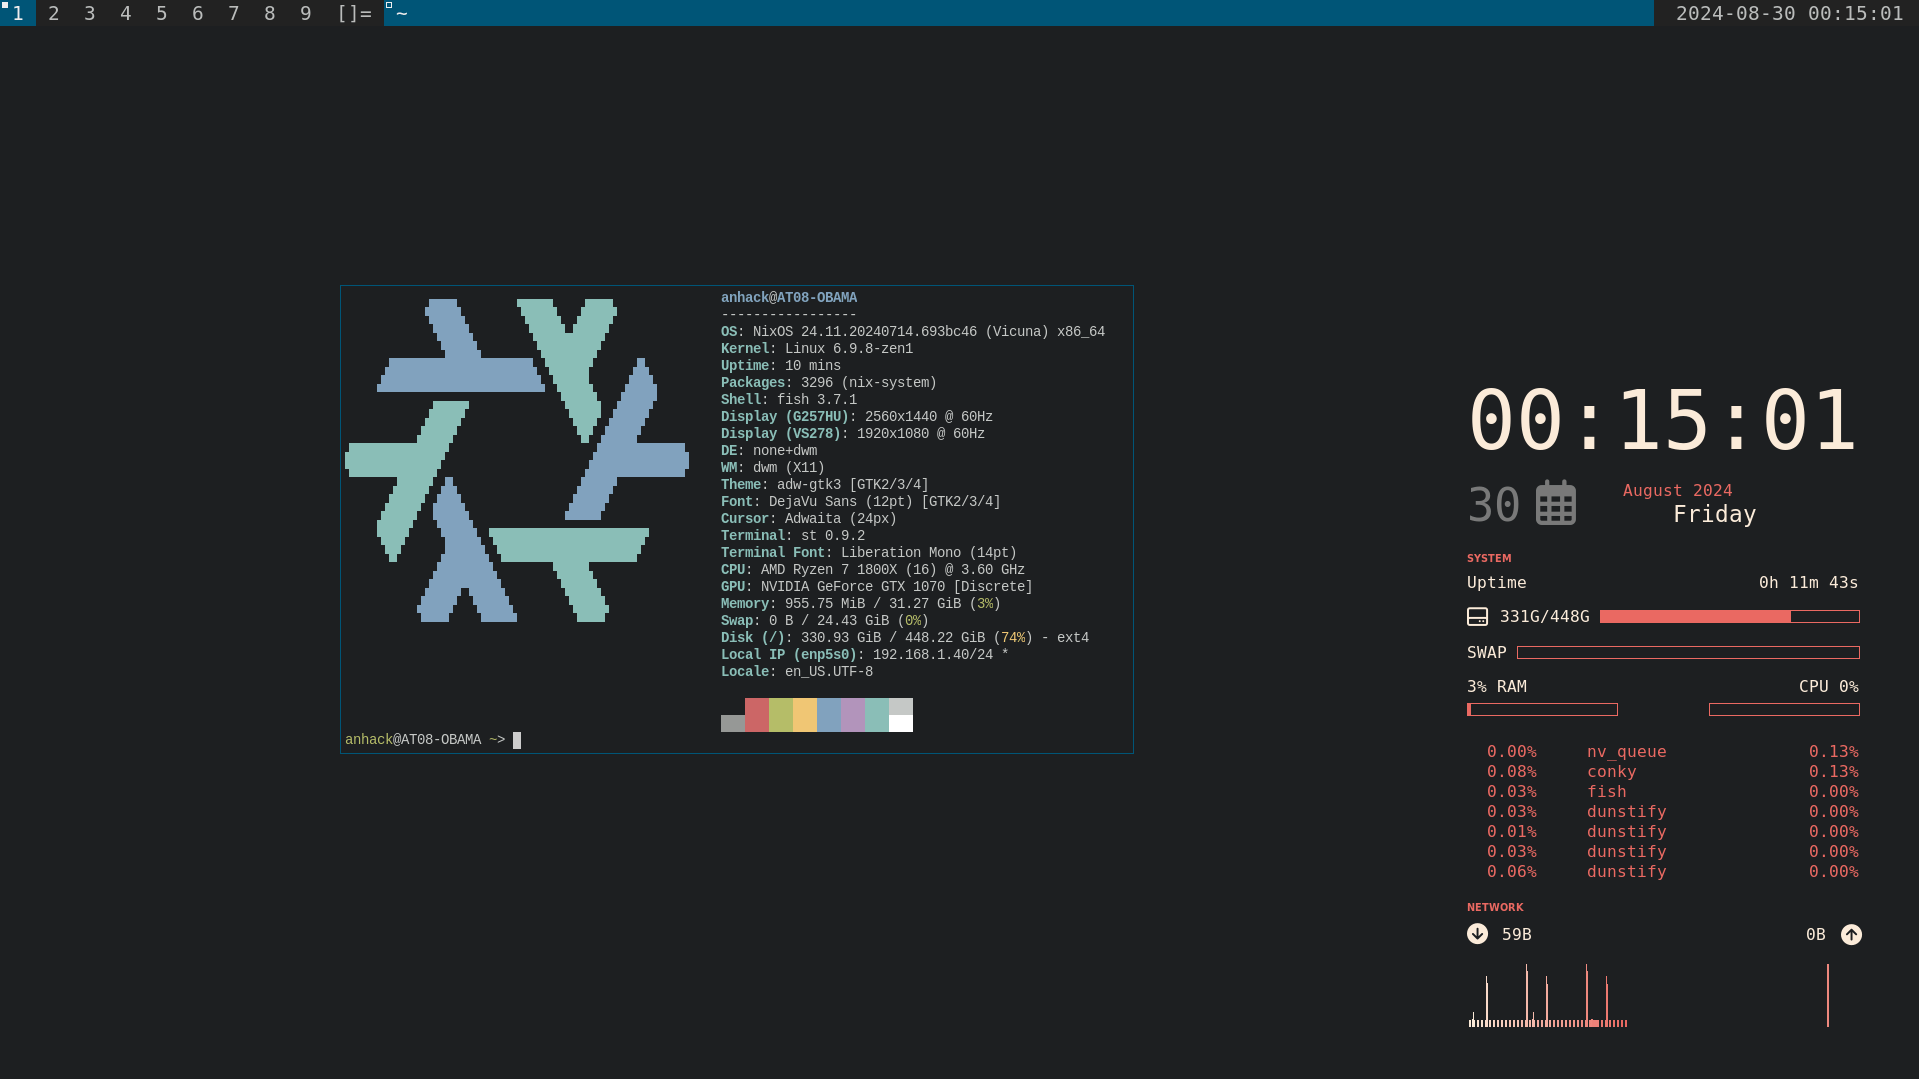 1 2 3 4 5 6 7 8 9 []= ~ 2024-08-30 00:15:01
anhack@AT08-OBAMA
-----------------
OS: NixOS 24.11.20240714.693bc46 (Vicuna) x86_64
Kernel: Linux 6.9.8-zen1
Uptime: 10 mins
Packages: 3296 (nix-system)
Shell: fish 3.7.1
Display (G257HU): 2560x1440 @ 60Hz
Display (VS278): 1920x1080 @ 60Hz
DE: none+dwm
WM: dwm (X11)
Theme: adw-gtk3 [GTK2/3/4]
Font: DejaVu Sans (12pt) [GTK2/3/4]
Cursor: Adwaita (24px)
Terminal: st 0.9.2
Terminal Font: Liberation Mono (14pt)
CPU: AMD Ryzen 7 1800X (16) @ 3.60 GHz
GPU: NVIDIA GeForce GTX 1070 [Discrete]
Memory: 955.75 MiB / 31.27 GiB (3%)
Swap: 0 B / 24.43 GiB (0%)
Disk (/): 330.93 GiB / 448.22 GiB (74%) - ext4
Local IP (enp5s0): 192.168.1.40/24 *
Locale: en_US.UTF-8
anhack@AT08-OBAMA ~>
00:15:01
30 August 2024
Friday
SYSTEM
Uptime 0h 11m 43s
331G/448G
SWAP
3% RAM CPU 0%
0.00% nv_queue 0.13%
0.08% conky 0.13%
0.03% fish 0.00%
0.03% dunstify 0.00%
0.01% dunstify 0.00%
0.03% dunstify 0.00%
0.06% dunstify 0.00%
NETWORK
59B 0B